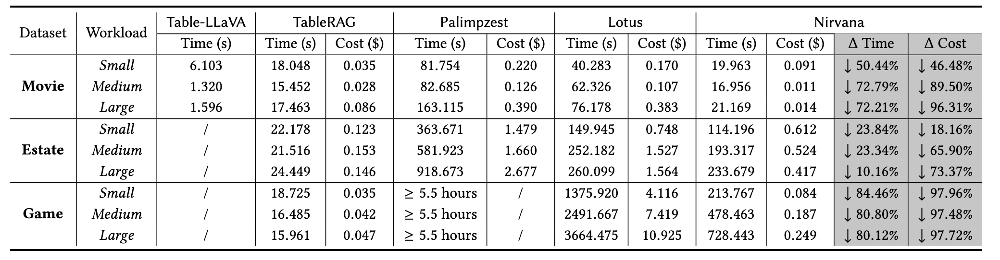 Dataset Workload Table-LLaVA TableRAG Palimpzest Lotus Nirvana
Time (s) Time (s) Cost ($) Time (s) Cost ($) Time (s) Cost ($) Time (s) Cost ($) Δ Time Δ Cost
Movie Small 6.103 18.048 0.035 81.754 0.220 40.283 0.170 19.963 0.091 ↓ 50.44% ↓ 46.48%
Medium 1.320 15.452 0.028 82.685 0.126 62.326 0.107 16.956 0.011 ↓ 72.79% ↓ 89.50%
Large 1.596 17.463 0.086 163.115 0.390 76.178 0.383 21.169 0.014 ↓ 72.21% ↓ 96.31%
Estate Small / 22.178 0.123 363.671 1.479 149.945 0.748 114.196 0.612 ↓ 23.84% ↓ 18.16%
Medium / 21.516 0.153 581.923 1.660 252.182 1.527 193.317 0.524 ↓ 23.34% ↓ 65.90%
Large / 24.449 0.146 918.673 2.677 260.099 1.564 233.679 0.417 ↓ 10.16% ↓ 73.37%
Game Small / 18.725 0.035 ≥ 5.5 hours / 1375.920 4.116 213.767 0.084 ↓ 84.46% ↓ 97.96%
Medium / 16.485 0.042 ≥ 5.5 hours / 2491.667 7.419 478.463 0.187 ↓ 80.80% ↓ 97.48%
Large / 15.961 0.047 ≥ 5.5 hours / 3664.475 10.925 728.443 0.249 ↓ 80.12% ↓ 97.72%